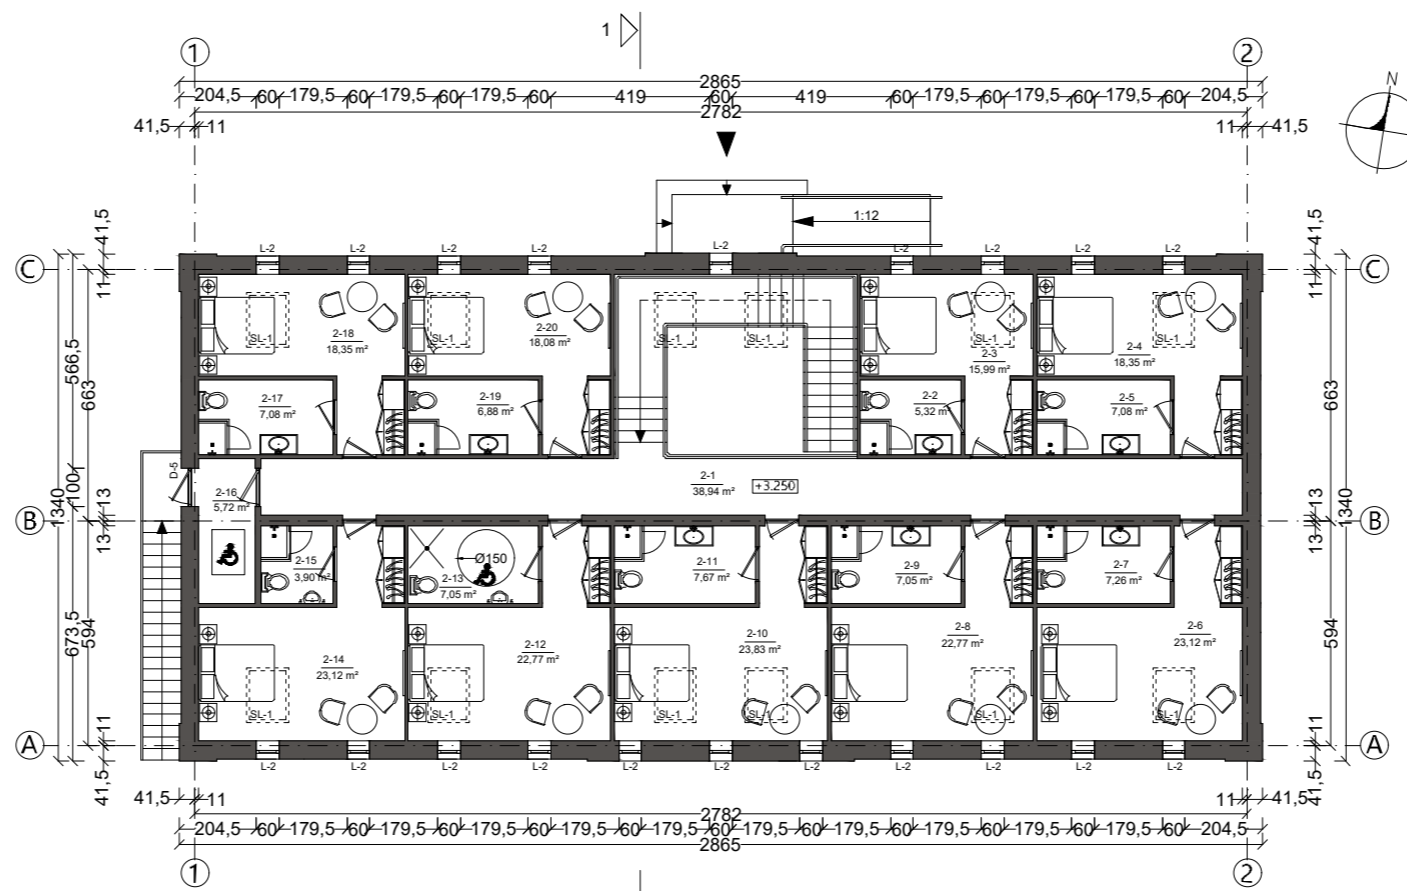 1
1
2
N
2865
204,5 60 179,5 60 179,5 60 179,5 60 419 60 419 60 179,5 60 179,5 60 179,5 60 204,5
2782
41,5 11 11 41,5
1:12
L-2 L-2 L-2 L-2 L-2 L-2 L-2 L-2 L-2
41,5 41,5
C C
11 11
SL-1 SL-1 SL-1 SL-1 SL-1 SL-1
2-18
18,35 m²
2-20
18,08 m²
2-3
15,99 m²
2-4
18,35 m²
566,5
663 663
2-17
7,08 m²
2-19
6,88 m²
2-2
5,32 m²
2-5
7,08 m²
D-5
100
1340 1340
2-16
5,72 m²
2-1
38,94 m²
+3.250
13 13
B B
13 13
2-15
3,90 m²
Ø150
2-13
7,05 m²
2-11
7,67 m²
2-9
7,05 m²
2-7
7,26 m²
673,5
594 594
2-14
23,12 m²
2-12
22,77 m²
2-10
23,83 m²
2-8
22,77 m²
2-6
23,12 m²
SL-1 SL-1 SL-1 SL-1 SL-1 SL-1
11 11
A A
L-2 L-2 L-2 L-2 L-2 L-2 L-2 L-2 L-2 L-2 L-2
41,5 41,5
41,5 11 11 41,5
2782
204,5 60 179,5 60 179,5 60 179,5 60 179,5 60 179,5 60 179,5 60 179,5 60 179,5 60 179,5 60 179,5 60 204,5
2865
1
2